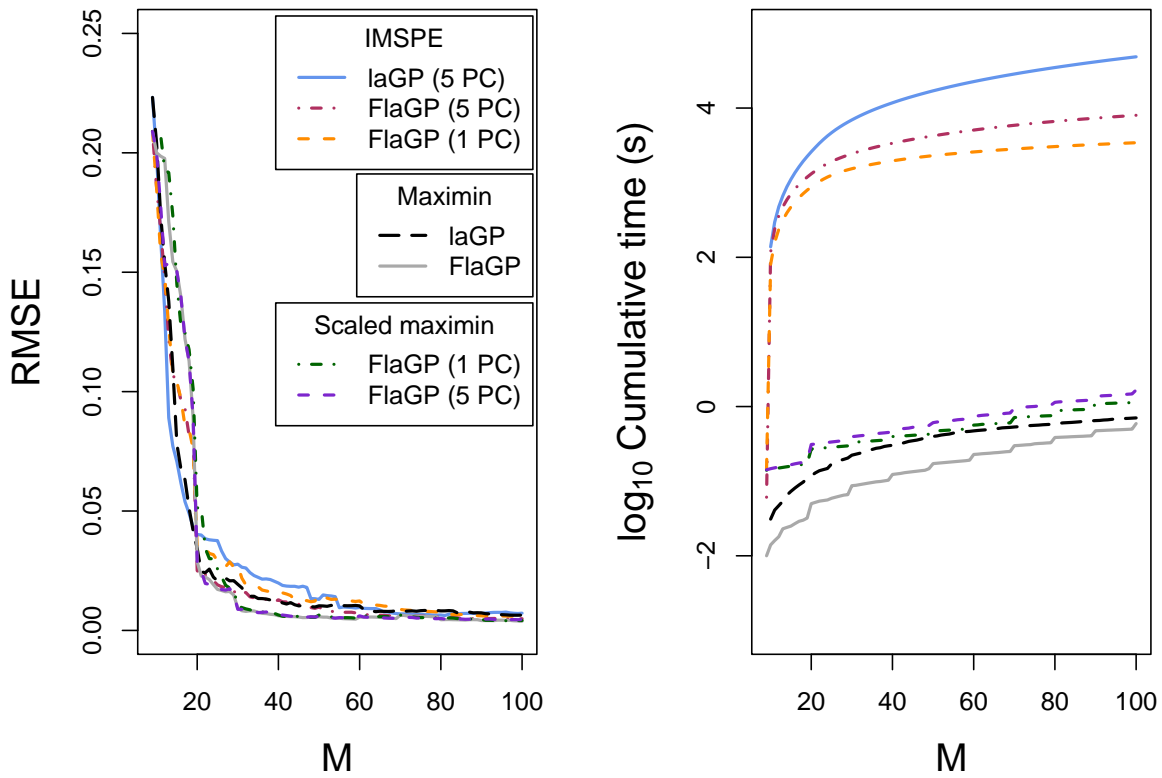 RMSE
0.25
0.20
0.15
0.10
0.05
0.00
20
40
60
80
100
M
IMSPE
laGP (5 PC)
FlaGP (5 PC)
FlaGP (1 PC)
Maximin
laGP
FlaGP
Scaled maximin
FlaGP (1 PC)
FlaGP (5 PC)
log₁₀ Cumulative time (s)
4
2
0
−2
20
40
60
80
100
M